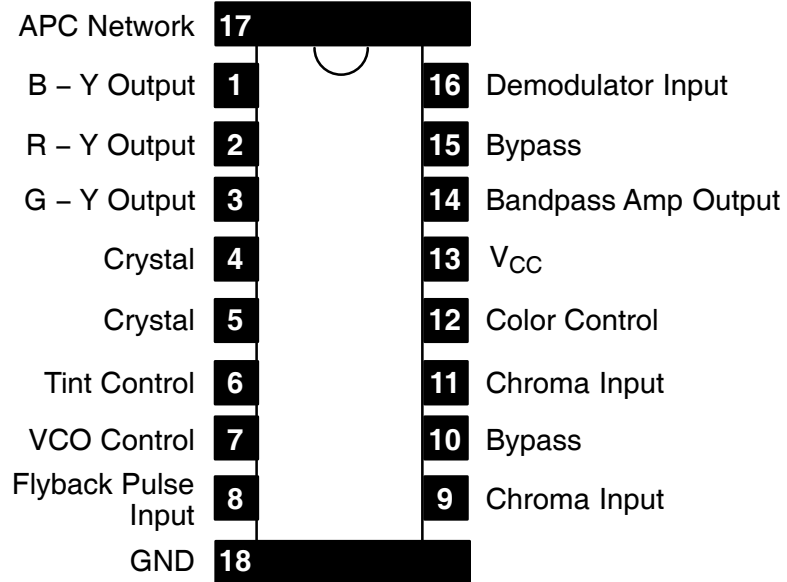 APC Network 17
B – Y Output 1 16 Demodulator Input
R – Y Output 2 15 Bypass
G – Y Output 3 14 Bandpass Amp Output
Crystal 4 13 VCC
Crystal 5 12 Color Control
Tint Control 6 11 Chroma Input
VCO Control 7 10 Bypass
Flyback Pulse
Input 8 9 Chroma Input
GND 18